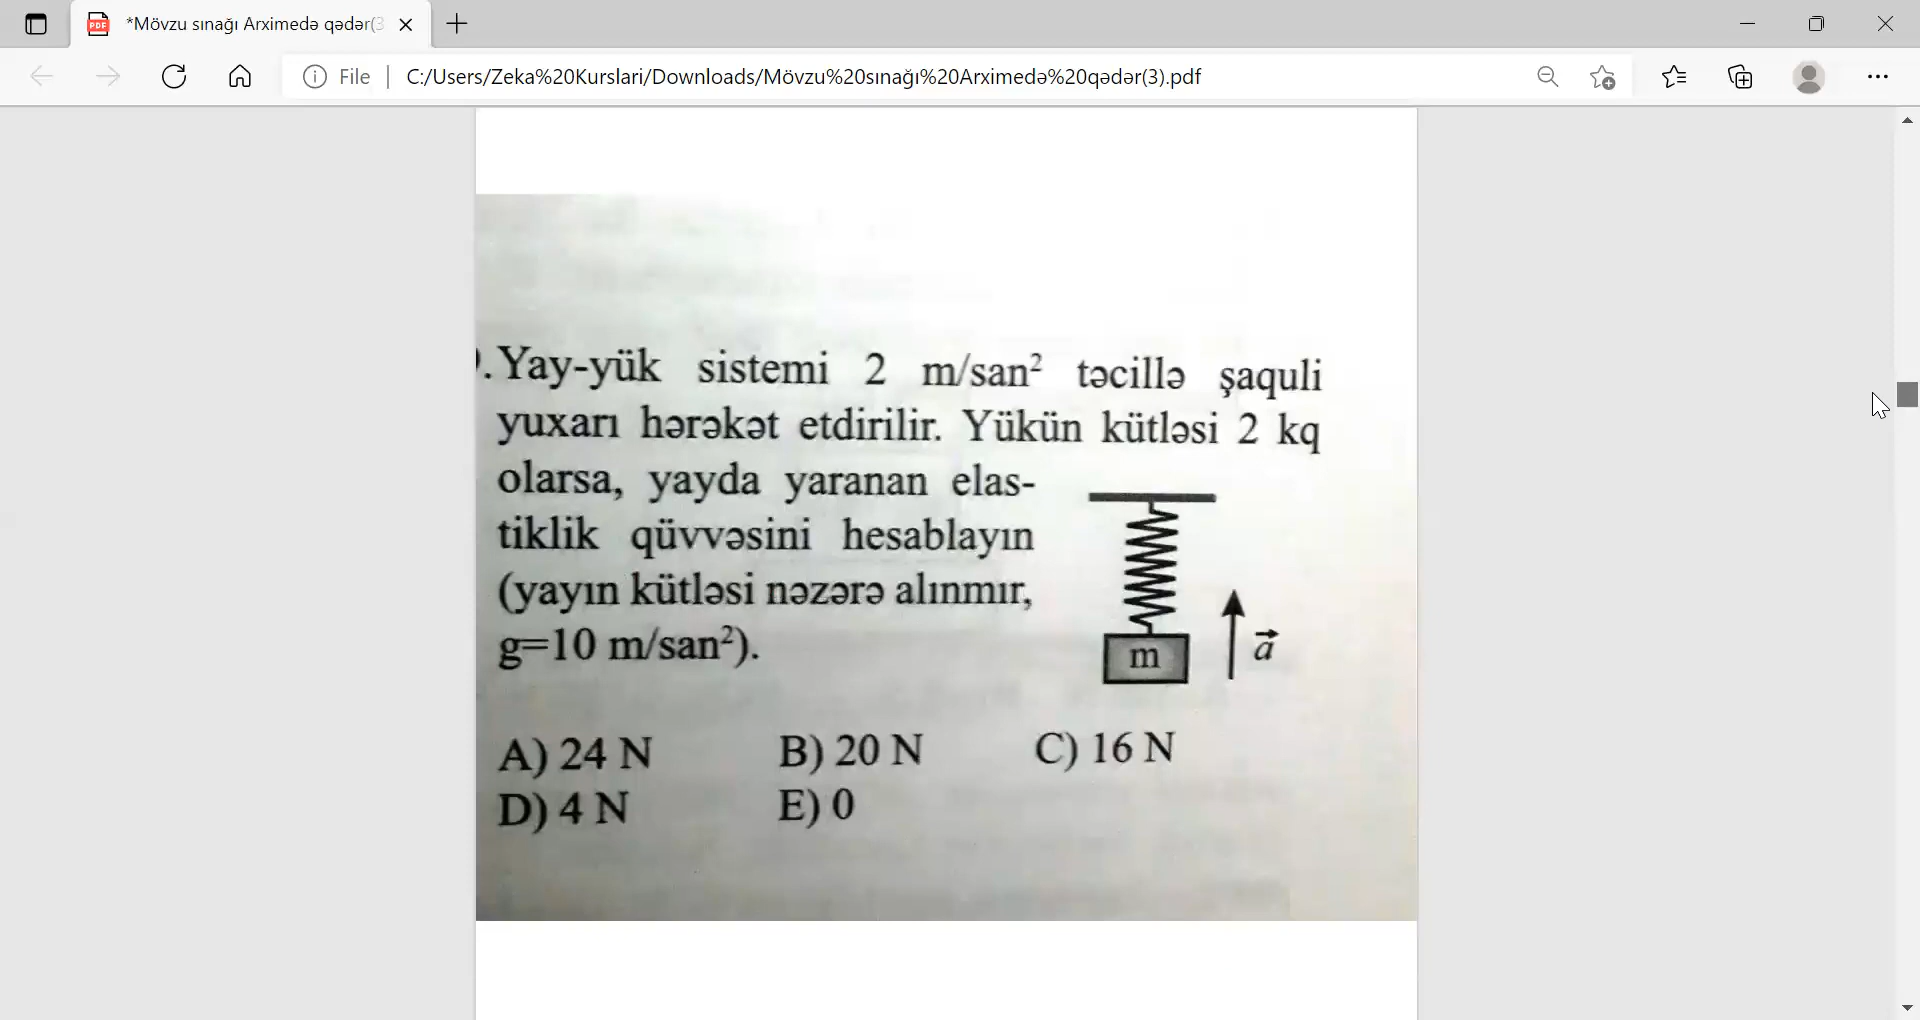 *Mövzu sınağı Arximedə qədər(3
File
C:/Users/Zeka%20Kurslari/Downloads/Mövzu%20sınağı%20Arximedə%20qədər(3).pdf
.Yay-yük sistemi 2 m/san² təcillə şaquli
yuxarı hərəkət etdirilir. Yükün kütləsi 2 kq
olarsa, yayda yaranan elas-
tiklik qüvvəsini hesablayın
(yayın kütləsi nəzərə alınmır,
g=10 m/san²).
m
a⃗
A) 24 N B) 20 N C) 16 N
D) 4 N E) 0